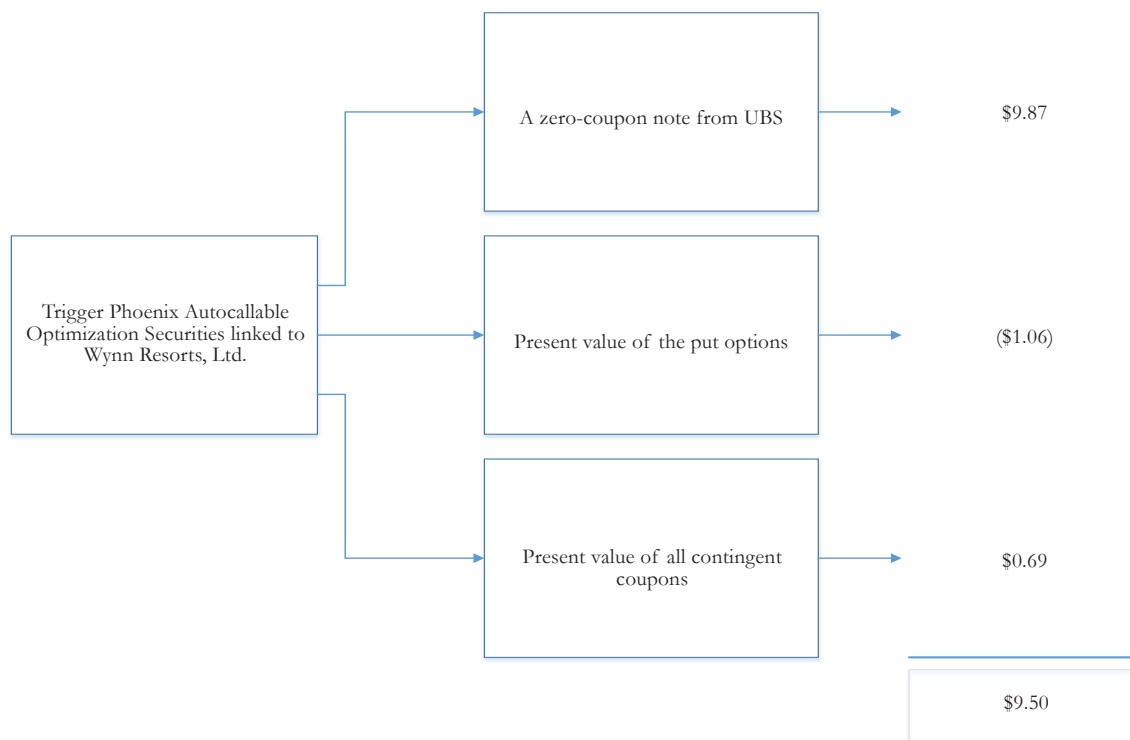 A zero-coupon note from UBS
$9.87
Trigger Phoenix Autocallable
Optimization Securities linked to
Wynn Resorts, Ltd.
Present value of the put options
($1.06)
Present value of all contingent
coupons
$0.69
$9.50